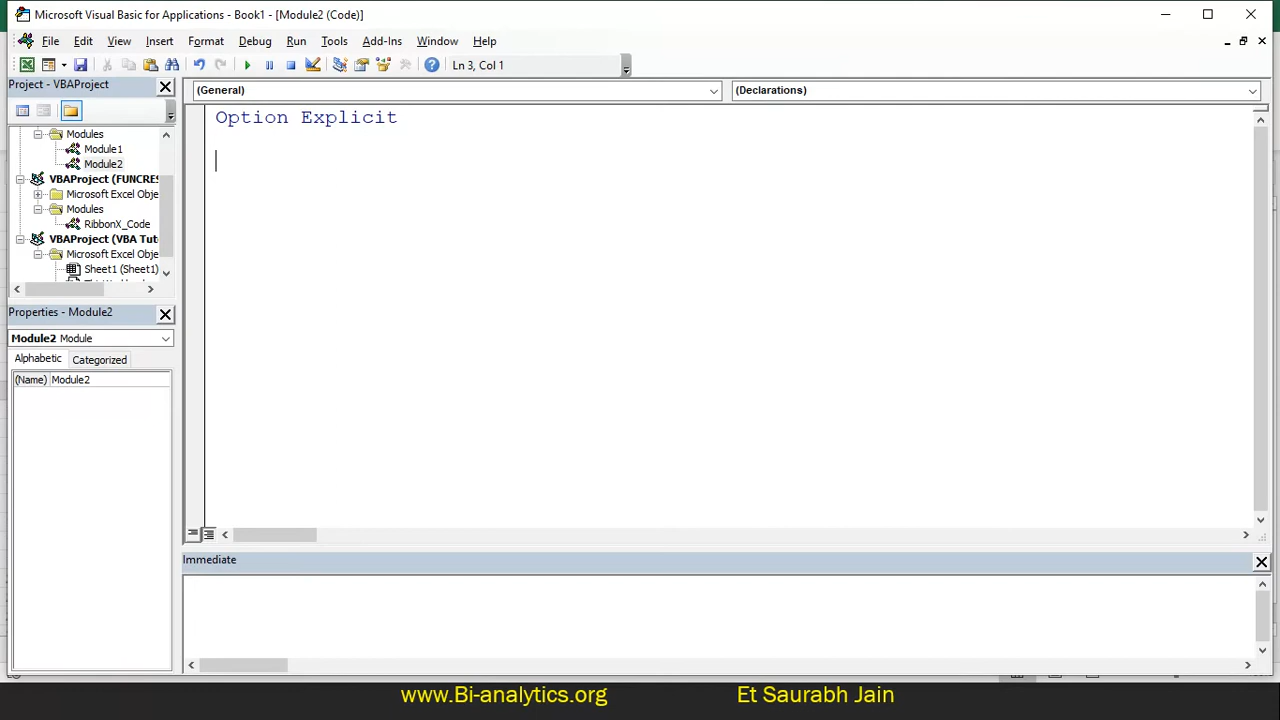 Microsoft Visual Basic for Applications - Book1 - [Module2 (Code)]
File Edit View Insert Format Debug Run Tools Add-Ins Window Help
Ln 3, Col 1
Project - VBAProject
(General) (Declarations)
Option Explicit
Modules
Module1
Module2
VBAProject (FUNCRES
Microsoft Excel Obje
Modules
RibbonX_Code
VBAProject (VBA Tut
Microsoft Excel Obje
Sheet1 (Sheet1)
Properties - Module2
Module2 Module
Alphabetic Categorized
(Name) Module2
Immediate
www.Bi-analytics.org Et Saurabh Jain